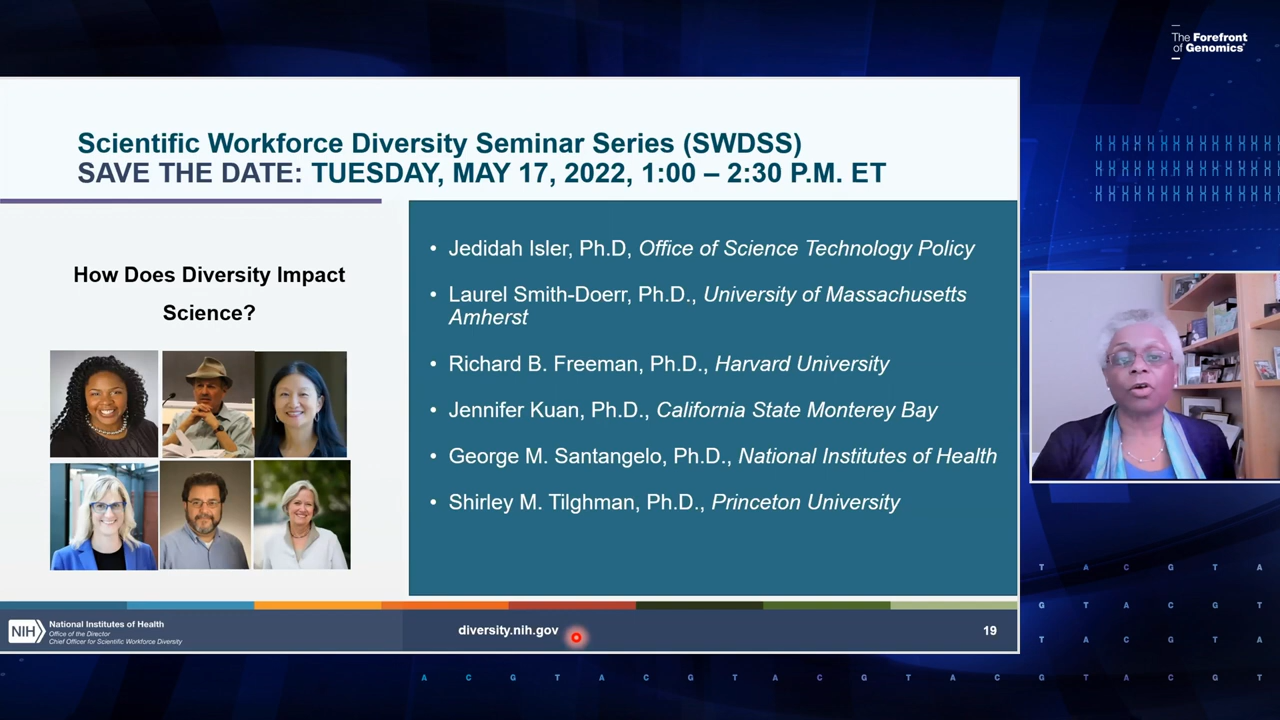 The Forefront
of Genomics®
Scientific Workforce Diversity Seminar Series (SWDSS)
SAVE THE DATE: TUESDAY, MAY 17, 2022, 1:00 – 2:30 P.M. ET
How Does Diversity Impact
Science?
• Jedidah Isler, Ph.D, Office of Science Technology Policy
• Laurel Smith-Doerr, Ph.D., University of Massachusetts
Amherst
• Richard B. Freeman, Ph.D., Harvard University
• Jennifer Kuan, Ph.D., California State Monterey Bay
• George M. Santangelo, Ph.D., National Institutes of Health
• Shirley M. Tilghman, Ph.D., Princeton University
NIH
National Institutes of Health
Office of the Director
Chief Officer for Scientific Workforce Diversity
diversity.nih.gov
19
T A C G T A
G T A C G T
T A C G T A
A C G T A C G T A C G T A C G T A C G T